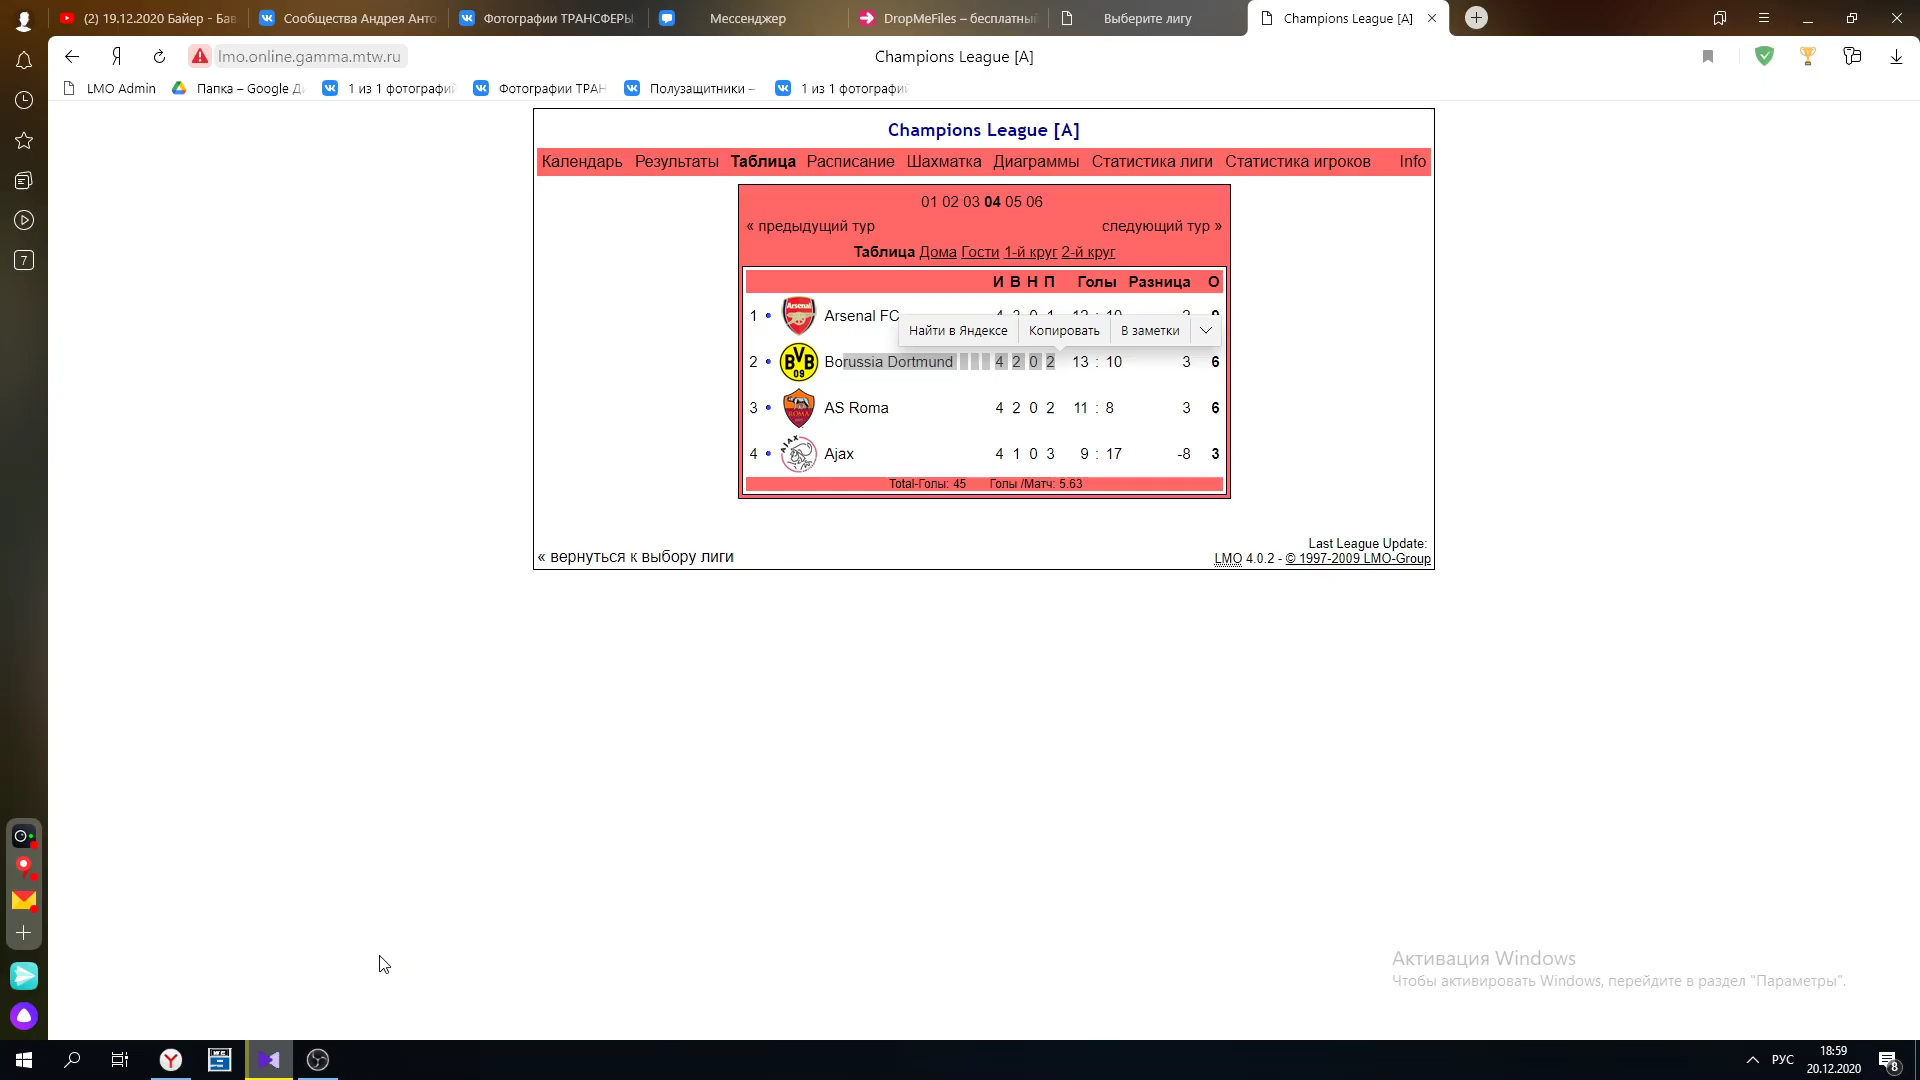 (2) 19.12.2020 Байер - Бав
Сообщества Андрея Анто
Фотографии ТРАНСФЕРЫ
Мессенджер
DropMeFiles – бесплатный
Выберите лигу
Champions League [A]
lmo.online.gamma.mtw.ru
Champions League [A]
LMO Admin
Папка – Google Ди
1 из 1 фотографий
Фотографии ТРАН
Полузащитники –
1 из 1 фотографий
7
Champions League [A]
Календарь Результаты Таблица Расписание Шахматка Диаграммы Статистика лиги Статистика игроков Info
01 02 03 04 05 06
« предыдущий тур следующий тур »
Таблица Дома Гости 1-й круг 2-й круг
И В Н П Голы Разница О
1 Arsenal FC
Найти в Яндексе Копировать В заметки
2 Borussia Dortmund 4 2 0 2 13 : 10 3 6
3 AS Roma 4 2 0 2 11 : 8 3 6
4 Ajax 4 1 0 3 9 : 17 -8 3
Total-Голы: 45 Голы /Матч: 5.63
Last League Update:
« вернуться к выбору лиги
LMO 4.0.2 - © 1997-2009 LMO-Group
Активация Windows
Чтобы активировать Windows, перейдите в раздел "Параметры".
РУС
18:59
20.12.2020
8